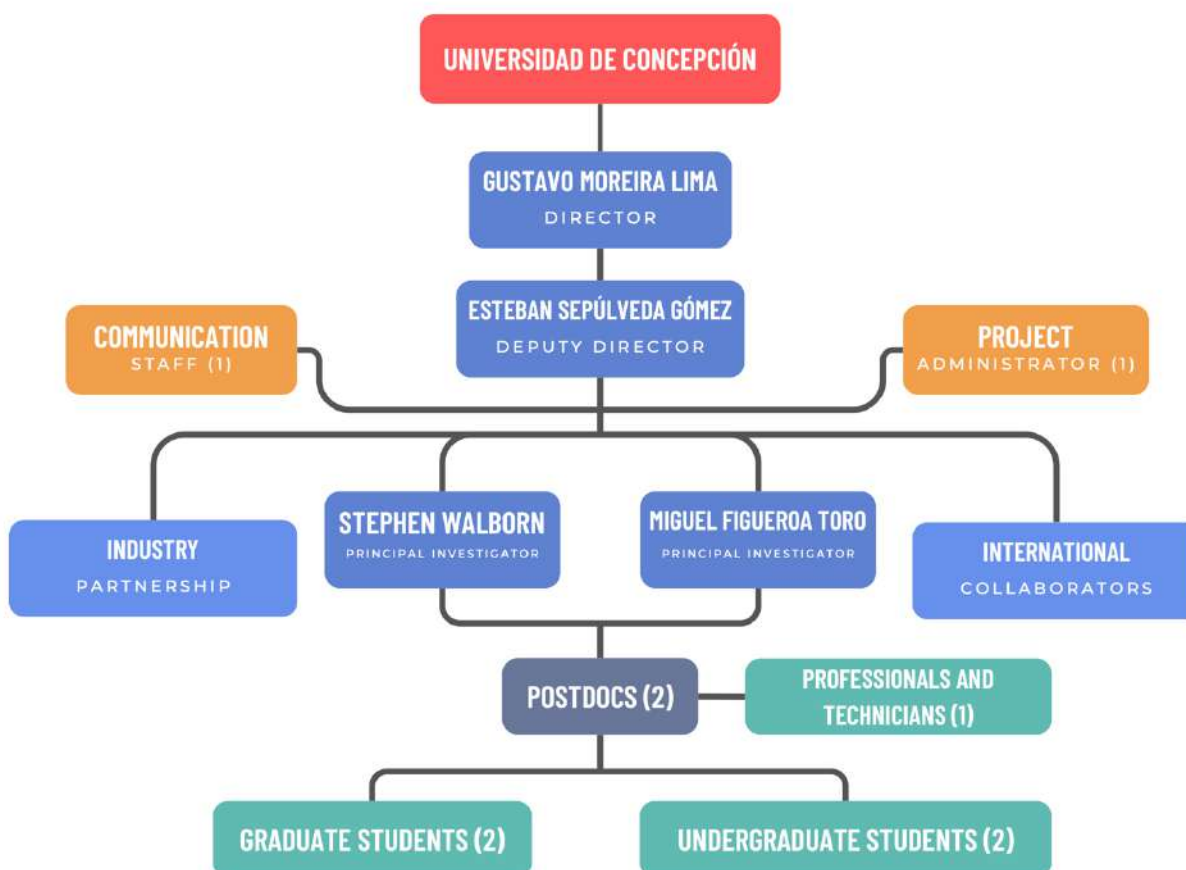 UNIVERSIDAD DE CONCEPCIÓN
GUSTAVO MOREIRA LIMA
DIRECTOR
ESTEBAN SEPÚLVEDA GÓMEZ
DEPUTY DIRECTOR
COMMUNICATION
STAFF (1)
PROJECT
ADMINISTRATOR (1)
INDUSTRY
PARTNERSHIP
STEPHEN WALBORN
PRINCIPAL INVESTIGATOR
MIGUEL FIGUEROA TORO
PRINCIPAL INVESTIGATOR
INTERNATIONAL
COLLABORATORS
POSTDOCS (2)
PROFESSIONALS AND
TECHNICIANS (1)
GRADUATE STUDENTS (2)
UNDERGRADUATE STUDENTS (2)